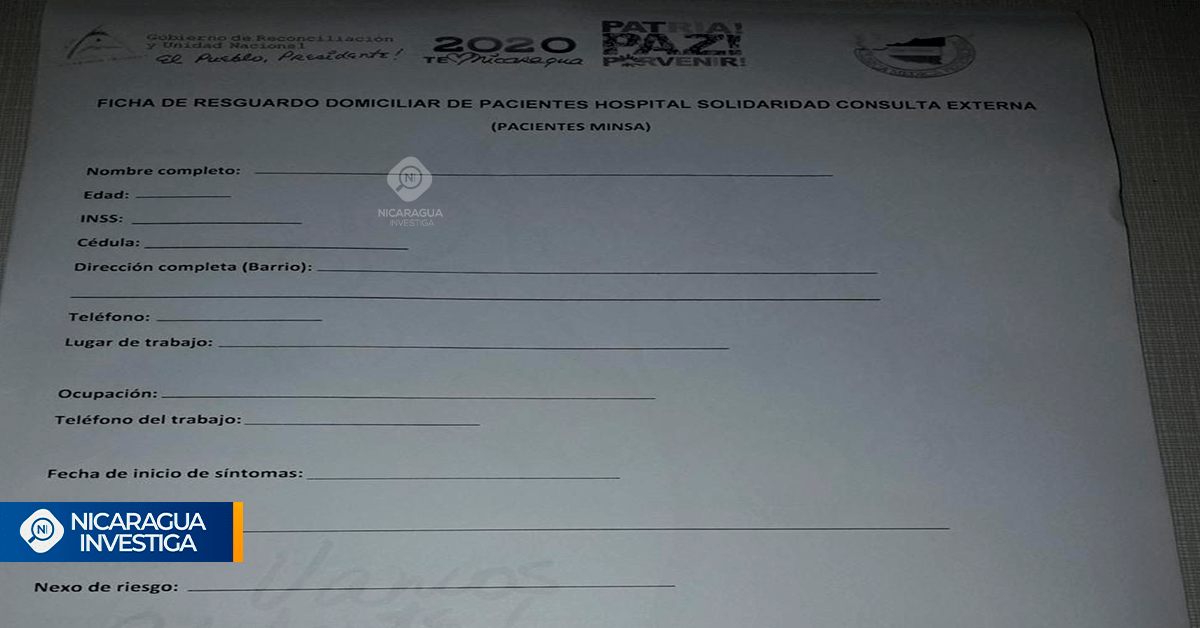 Gobierno de Reconciliación
y Unidad Nacional
El Pueblo, Presidente!
2020
TE Nicaragua
PATRIA!
PAZ!
PORVENIR!
FICHA DE RESGUARDO DOMICILIAR DE PACIENTES HOSPITAL SOLIDARIDAD CONSULTA EXTERNA
(PACIENTES MINSA)
Nombre completo:
NICARAGUA
INVESTIGA
Edad:
INSS:
Cédula:
Dirección completa (Barrio):
Teléfono:
Lugar de trabajo:
Ocupación:
Teléfono del trabajo:
Fecha de inicio de síntomas:
NI NICARAGUA
INVESTIGA
Nexo de riesgo:
Vamos